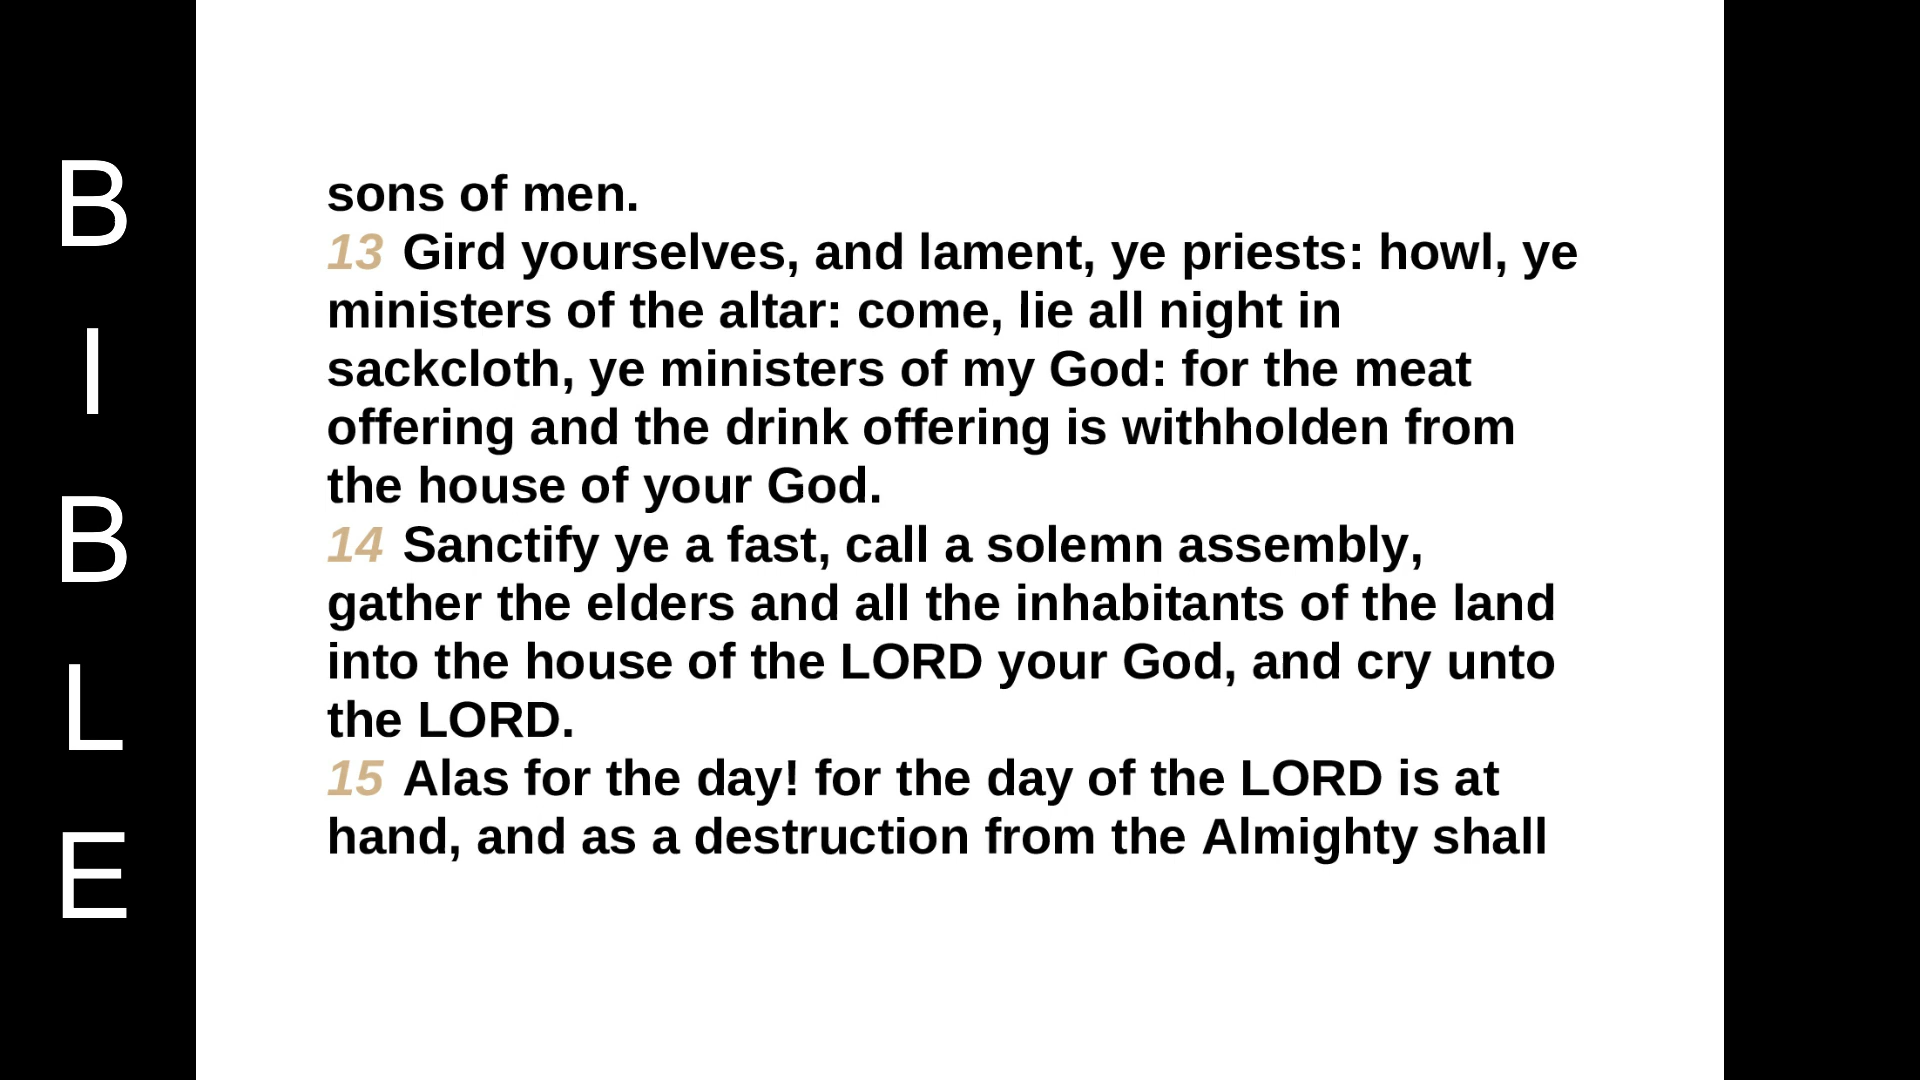 BIBLE
sons of men.
13 Gird yourselves, and lament, ye priests: howl, ye
ministers of the altar: come, lie all night in
sackcloth, ye ministers of my God: for the meat
offering and the drink offering is withholden from
the house of your God.
14 Sanctify ye a fast, call a solemn assembly,
gather the elders and all the inhabitants of the land
into the house of the LORD your God, and cry unto
the LORD.
15 Alas for the day! for the day of the LORD is at
hand, and as a destruction from the Almighty shall